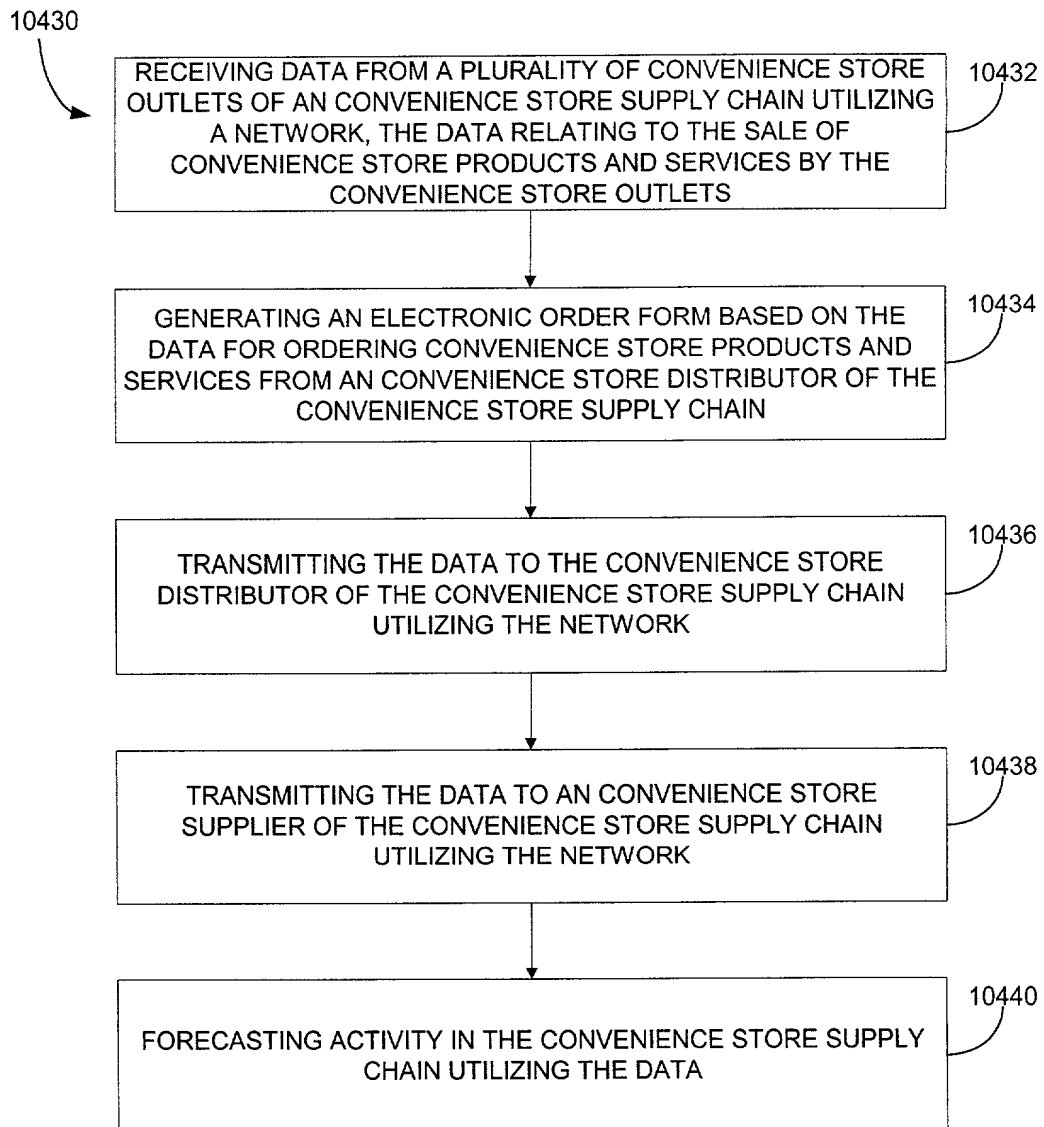 10430
RECEIVING DATA FROM A PLURALITY OF CONVENIENCE STORE
OUTLETS OF AN CONVENIENCE STORE SUPPLY CHAIN UTILIZING
A NETWORK, THE DATA RELATING TO THE SALE OF
CONVENIENCE STORE PRODUCTS AND SERVICES BY THE
CONVENIENCE STORE OUTLETS
10432
GENERATING AN ELECTRONIC ORDER FORM BASED ON THE
DATA FOR ORDERING CONVENIENCE STORE PRODUCTS AND
SERVICES FROM AN CONVENIENCE STORE DISTRIBUTOR OF THE
CONVENIENCE STORE SUPPLY CHAIN
10434
TRANSMITTING THE DATA TO THE CONVENIENCE STORE
DISTRIBUTOR OF THE CONVENIENCE STORE SUPPLY CHAIN
UTILIZING THE NETWORK
10436
TRANSMITTING THE DATA TO AN CONVENIENCE STORE
SUPPLIER OF THE CONVENIENCE STORE SUPPLY CHAIN
UTILIZING THE NETWORK
10438
FORECASTING ACTIVITY IN THE CONVENIENCE STORE SUPPLY
CHAIN UTILIZING THE DATA
10440